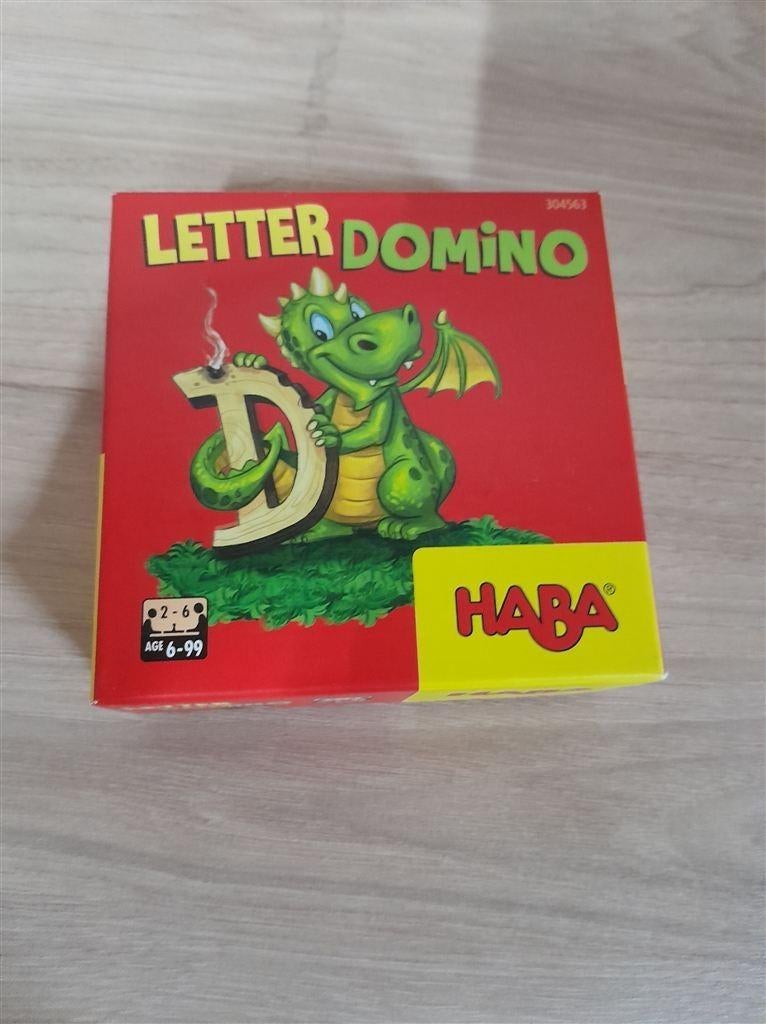 304563
LETTER DOMiNO
D
2 - 6
AGE 6-99
HABA®